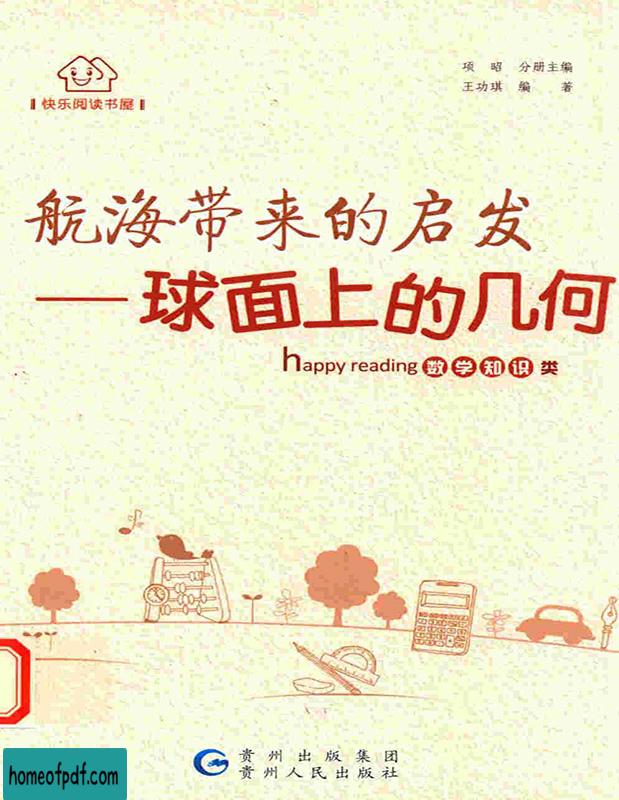 项 昭 分册主编
王功琪 编 著
快乐阅读书屋
航海带来的启发
——球面上的几何
happy reading 数学知识 类
贵州出版集团
贵州人民出版社
homeofpdf.com